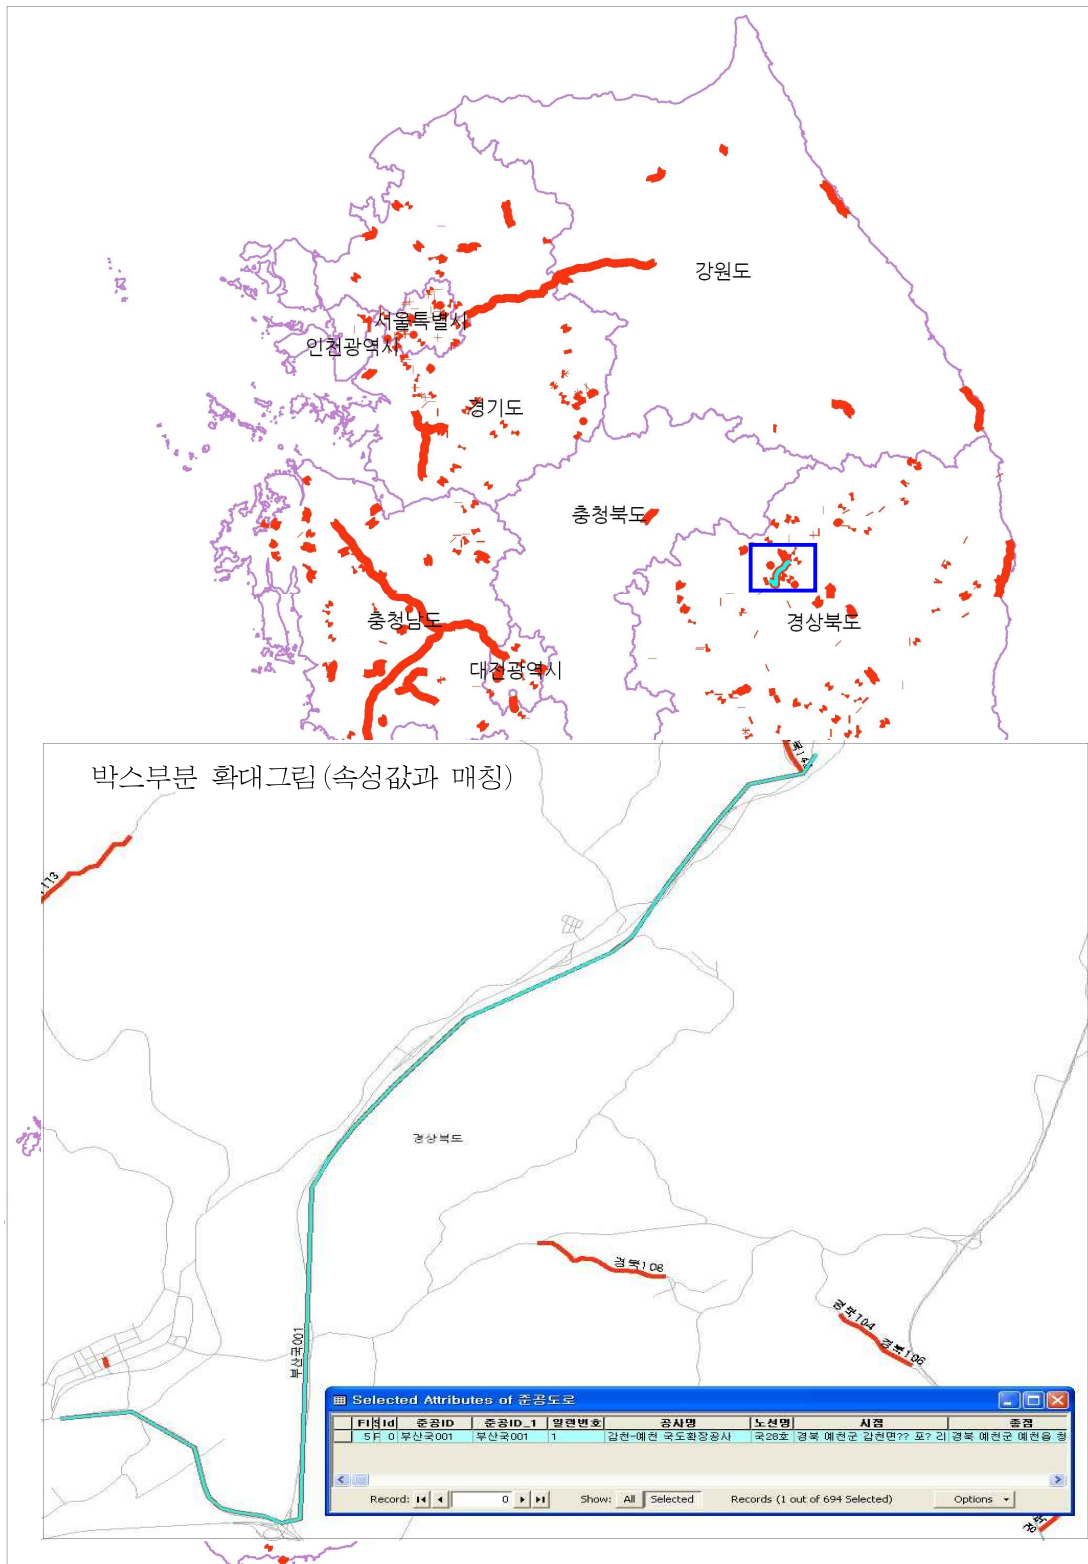 강원도
서울특별시
인천광역시
경기도
충청북도
충청남도
경상북도
대전광역시
박스부분 확대그림(속성값과 매칭)
경상북도
경북108
부산국001
경북104
경북106
Selected Attributes of 준공도로
Id 준공ID 준공ID_1 일련번호 공사명 노선명 시점 종점
5 0 부산국001 부산국001 1 감천-예천 국도확장공사 국28호 경북 예천군 감천면?? 포? 리 경북 예천군 예천읍 청
Record: 0 Show: All Selected Records (1 out of 694 Selected) Options